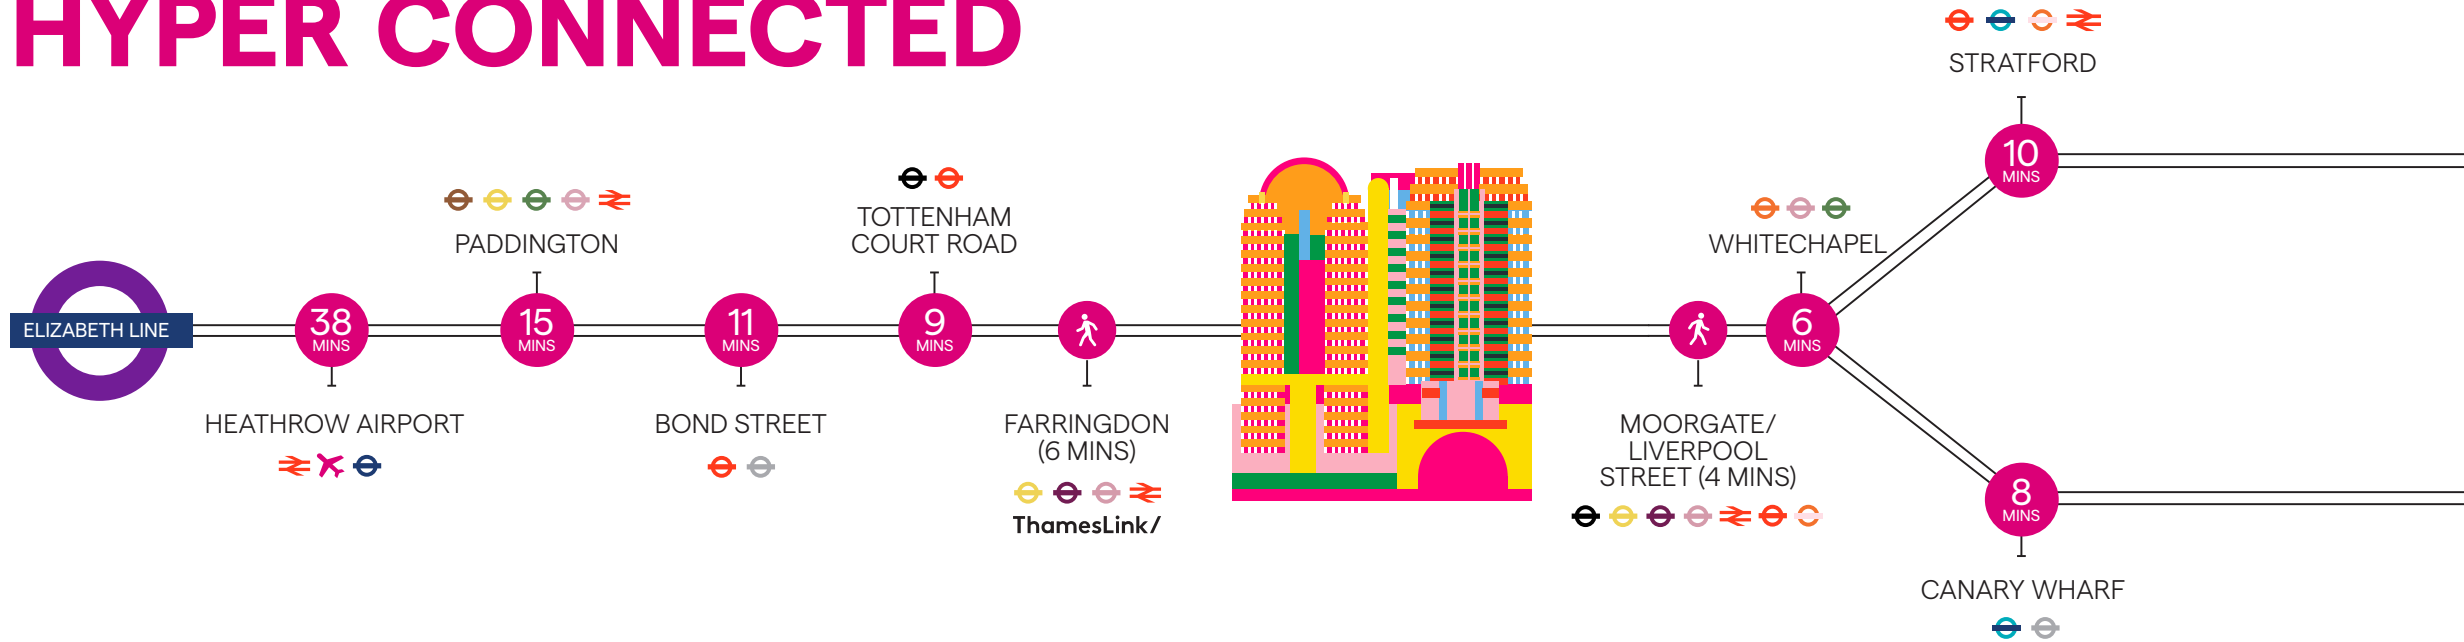 HYPER CONNECTED
ELIZABETH LINE
38
MINS
HEATHROW AIRPORT
PADDINGTON
15
MINS
11
MINS
BOND STREET
TOTTENHAM
COURT ROAD
9
MINS
FARRINGDON
(6 MINS)
ThamesLink/
MOORGATE/
LIVERPOOL
STREET (4 MINS)
WHITECHAPEL
6
MINS
STRATFORD
10
MINS
8
MINS
CANARY WHARF